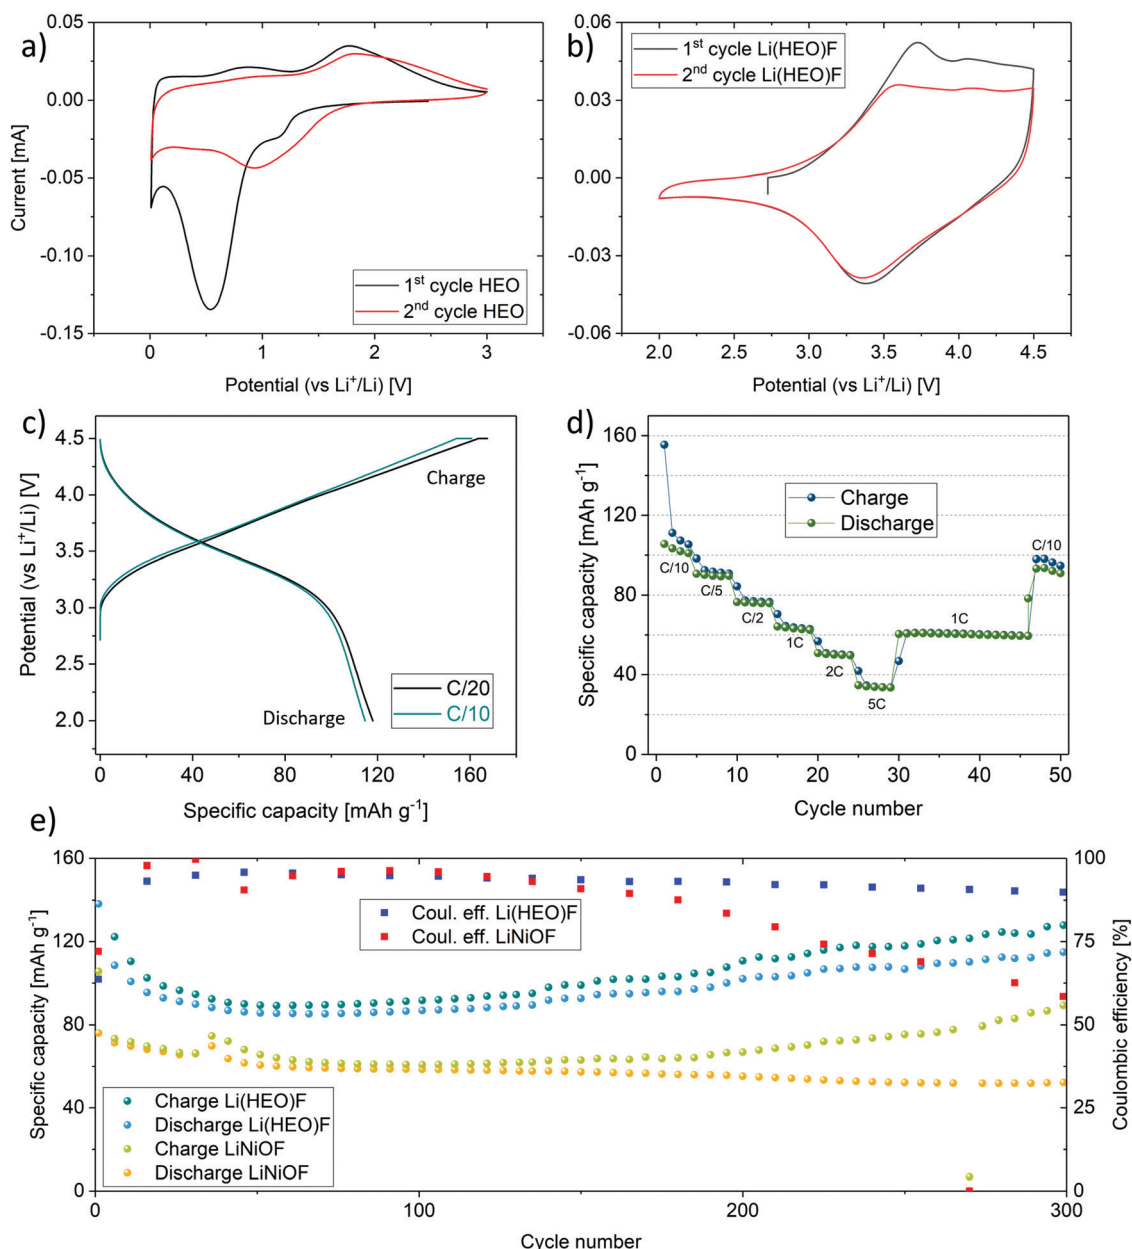 a)
0.05
0.00
-0.05
-0.10
-0.15
Current [mA]
1st cycle HEO
2nd cycle HEO
0
1
2
3
Potential (vs Li+/Li) [V]
b)
0.06
0.03
0.00
-0.03
-0.06
1st cycle Li(HEO)F
2nd cycle Li(HEO)F
2.0
2.5
3.0
3.5
4.0
4.5
Potential (vs Li+/Li) [V]
c)
4.5
4.0
3.5
3.0
2.5
2.0
Potential (vs Li+/Li) [V]
Charge
Discharge
C/20
C/10
0
40
80
120
160
Specific capacity [mAh g-1]
d)
160
120
80
40
0
Specific capacity [mAh g-1]
Charge
Discharge
C/10
C/5
C/2
1C
2C
5C
1C
C/10
0
10
20
30
40
50
Cycle number
e)
160
120
80
40
0
Specific capacity [mAh g-1]
Coul. eff. Li(HEO)F
Coul. eff. LiNiOF
Charge Li(HEO)F
Discharge Li(HEO)F
Charge LiNiOF
Discharge LiNiOF
100
75
50
25
0
Coulombic efficiency [%]
0
100
200
300
Cycle number